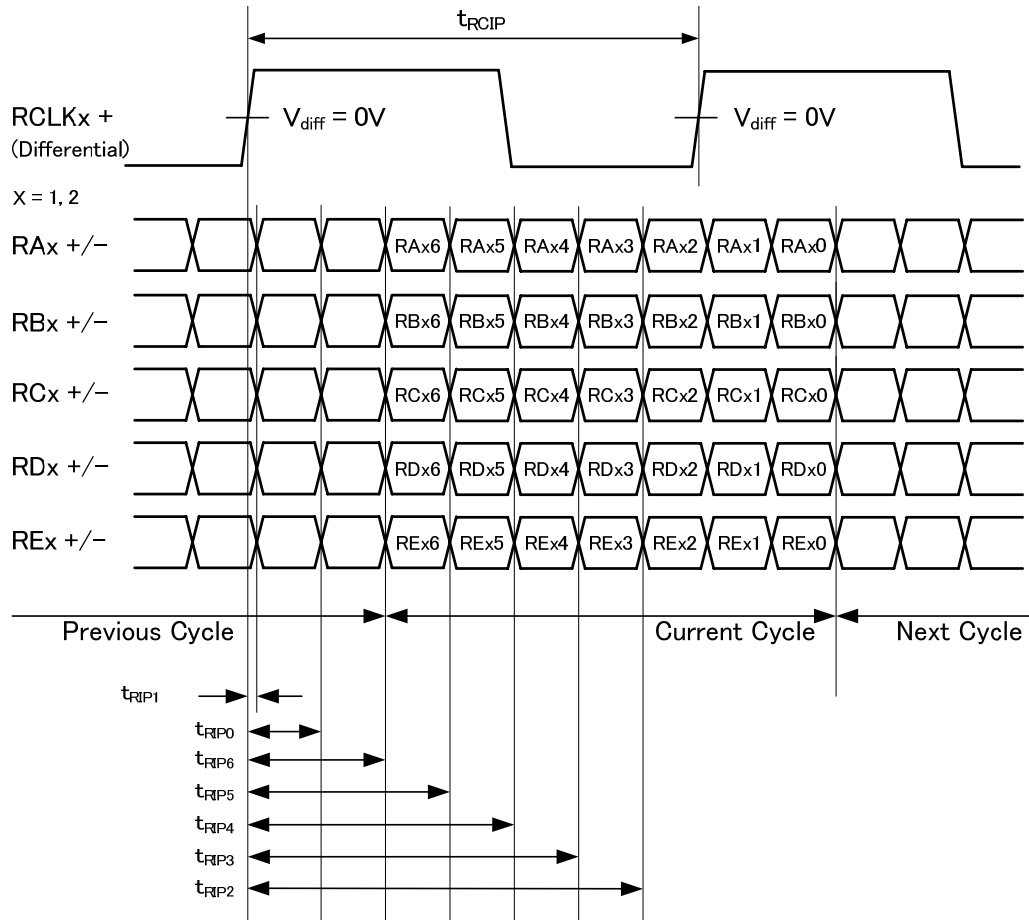 tRCIP
RCLKx +
(Differential)
Vdiff = 0V
Vdiff = 0V
X = 1, 2
RAx +/−
RAx6 RAx5 RAx4 RAx3 RAx2 RAx1 RAx0
RBx +/−
RBx6 RBx5 RBx4 RBx3 RBx2 RBx1 RBx0
RCx +/−
RCx6 RCx5 RCx4 RCx3 RCx2 RCx1 RCx0
RDx +/−
RDx6 RDx5 RDx4 RDx3 RDx2 RDx1 RDx0
REx +/−
REx6 REx5 REx4 REx3 REx2 REx1 REx0
Previous Cycle
Current Cycle
Next Cycle
tRIP1
tRIP0
tRIP6
tRIP5
tRIP4
tRIP3
tRIP2